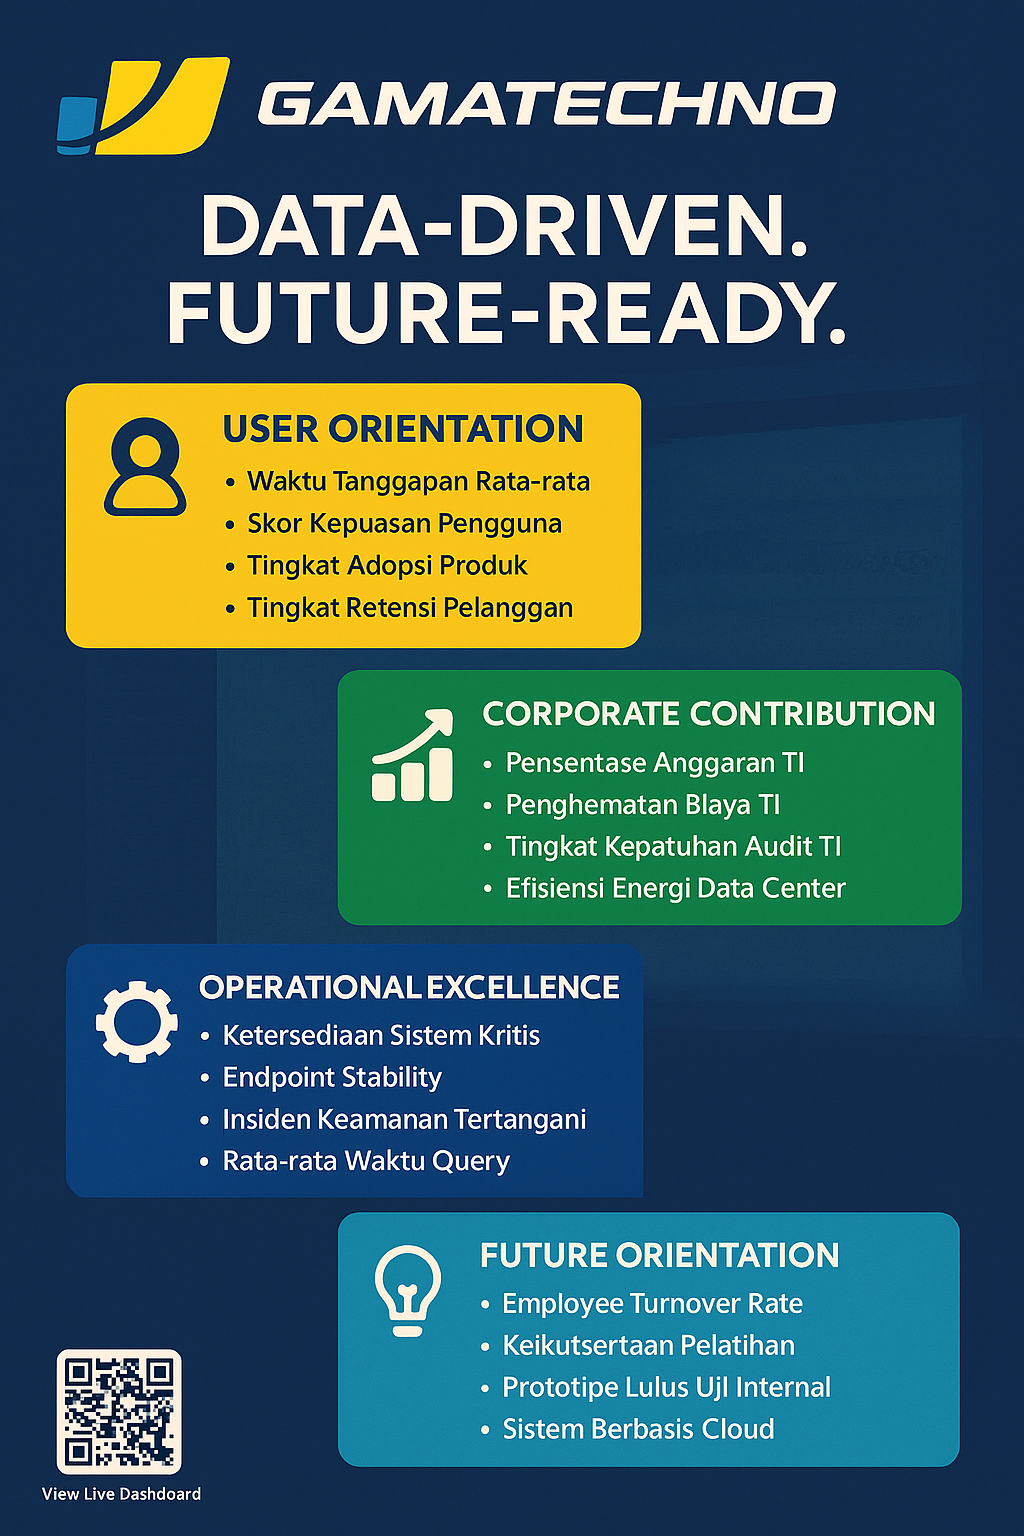 GAMATECHNO
DATA-DRIVEN.
FUTURE-READY.
USER ORIENTATION
• Waktu Tanggapan Rata-rata
• Skor Kepuasan Pengguna
• Tingkat Adopsi Produk
• Tingkat Retensi Pelanggan
CORPORATE CONTRIBUTION
• Pensentase Anggaran TI
• Penghematan Blaya TI
• Tingkat Kepatuhan Audit TI
• Efisiensi Energi Data Center
OPERATIONAL EXCELLENCE
• Ketersediaan Sistem Kritis
• Endpoint Stability
• Insiden Keamanan Tertangani
• Rata-rata Waktu Query
FUTURE ORIENTATION
• Employee Turnover Rate
• Keikutsertaan Pelatihan
• Prototipe Lulus UjI Internal
• Sistem Berbasis Cloud
View Live Dashdoard